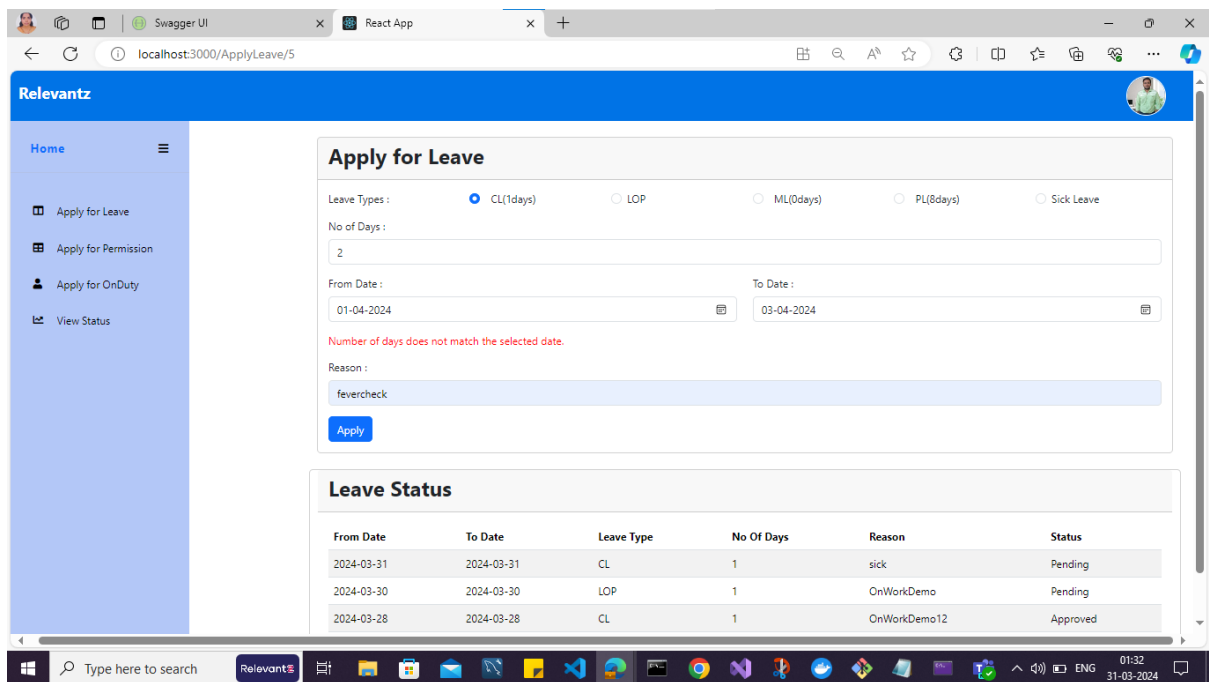 Swagger UI
React App
localhost:3000/ApplyLeave/5
Relevantz
Home
Apply for Leave
Apply for Permission
Apply for OnDuty
View Status
Apply for Leave
Leave Types : CL(1days) LOP ML(0days) PL(8days) Sick Leave
No of Days :
2
From Date : To Date :
01-04-2024 03-04-2024
Number of days does not match the selected date.
Reason :
fevercheck
Apply
Leave Status
From Date To Date Leave Type No Of Days Reason Status
2024-03-31 2024-03-31 CL 1 sick Pending
2024-03-30 2024-03-30 LOP 1 OnWorkDemo Pending
2024-03-28 2024-03-28 CL 1 OnWorkDemo12 Approved
Type here to search
Relevantz
ENG
01:32
31-03-2024